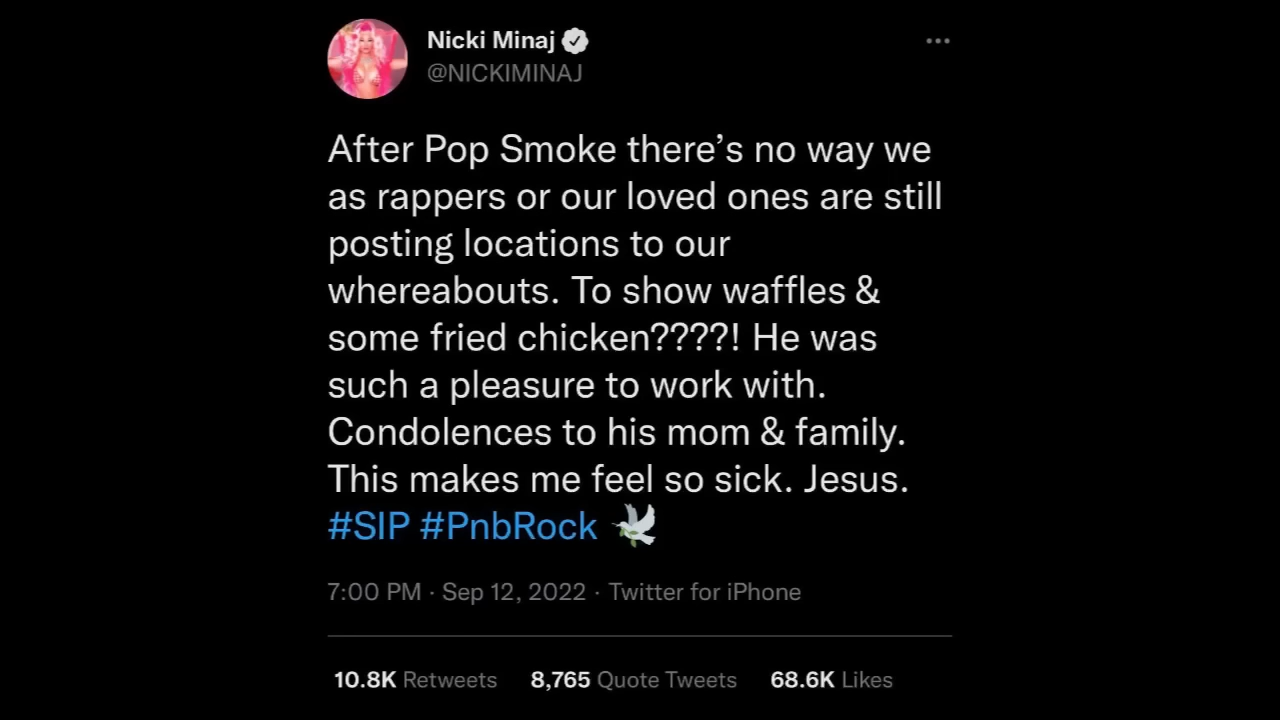 Nicki Minaj
@NICKIMINAJ
After Pop Smoke there’s no way we
as rappers or our loved ones are still
posting locations to our
whereabouts. To show waffles &
some fried chicken????! He was
such a pleasure to work with.
Condolences to his mom & family.
This makes me feel so sick. Jesus.
#SIP #PnbRock 🕊
7:00 PM · Sep 12, 2022 · Twitter for iPhone
10.8K Retweets 8,765 Quote Tweets 68.6K Likes